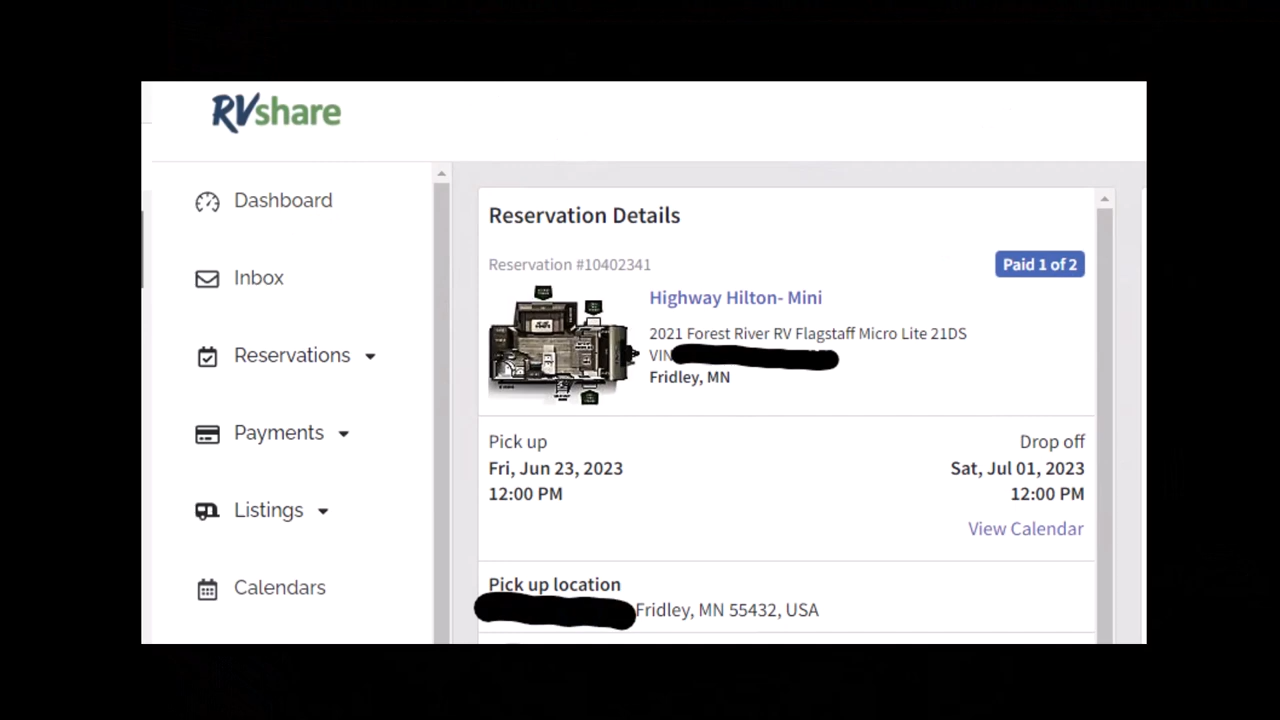 RVshare
Dashboard
Inbox
Reservations
Payments
Listings
Calendars
Reservation Details
Reservation #10402341
Paid 1 of 2
Highway Hilton- Mini
2021 Forest River RV Flagstaff Micro Lite 21DS
VIN
Fridley, MN
Pick up
Drop off
Fri, Jun 23, 2023
Sat, Jul 01, 2023
12:00 PM
12:00 PM
View Calendar
Pick up location
Fridley, MN 55432, USA